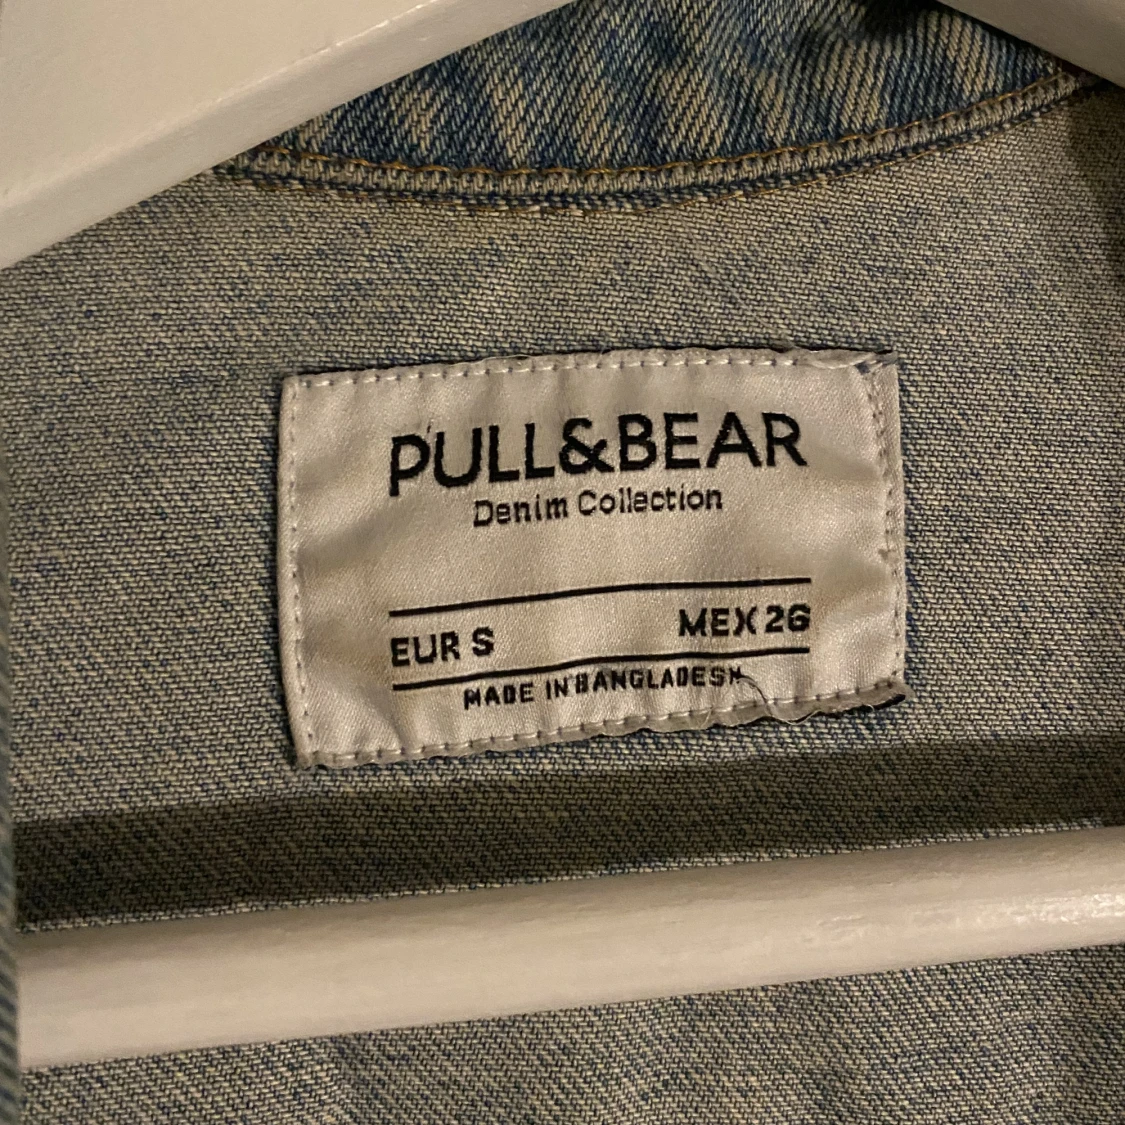 PULL&BEAR
Denim Collection
EUR S MEX 26
MADE IN BANGLADESH